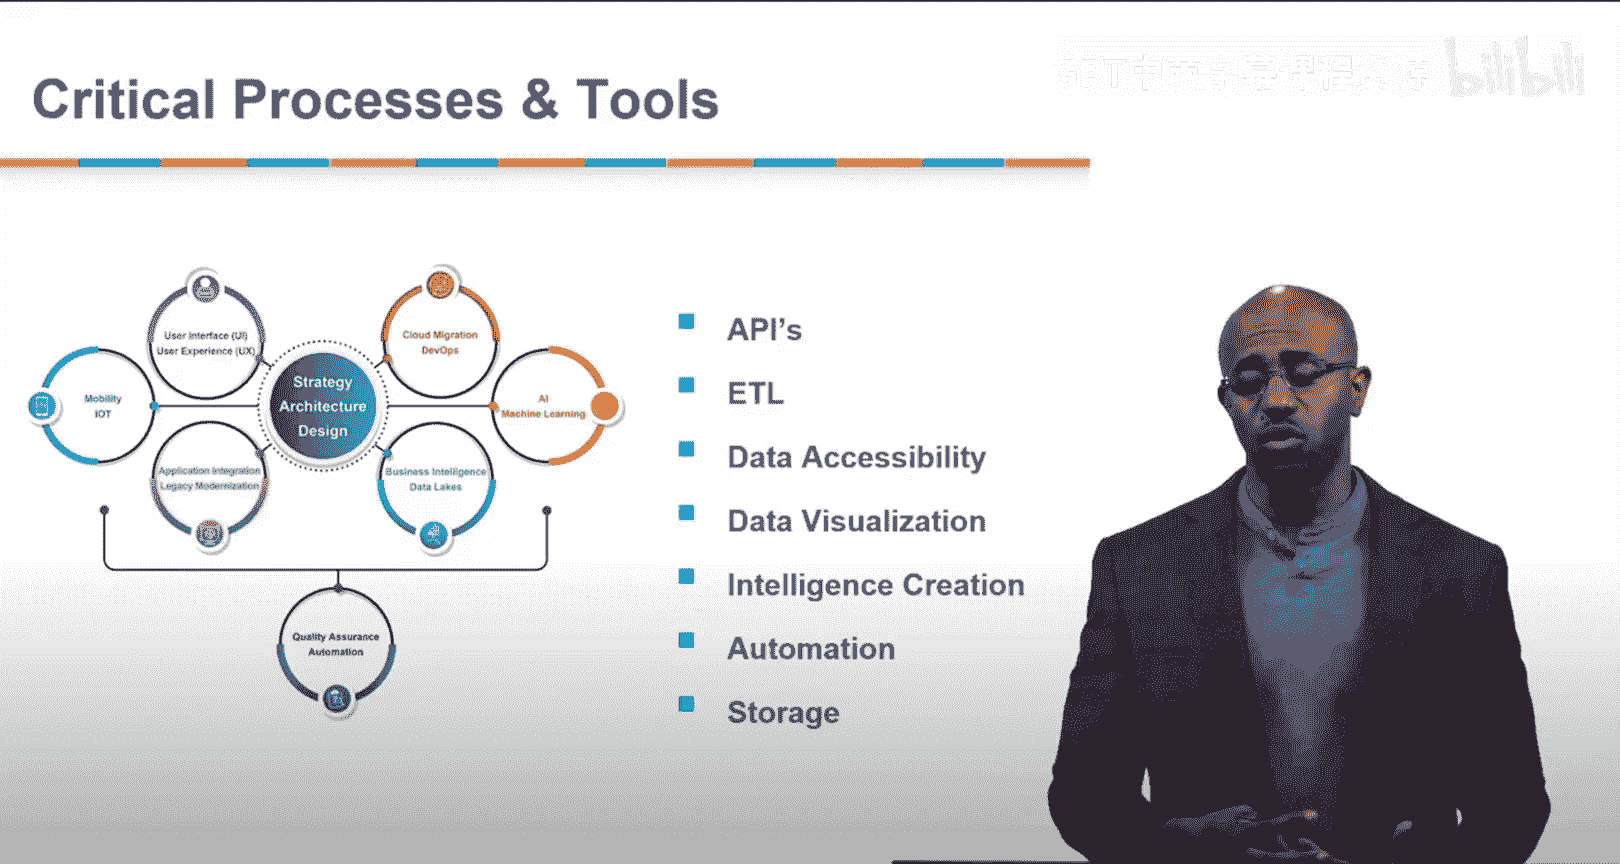 Critical Processes & Tools
bilibili
User Interface (UI)
User Experience (UX)
Cloud Migration
DevOps
Mobility
IOT
Strategy
Architecture
Design
AI
Machine Learning
Application Integration
Legacy Modernization
Business Intelligence
Data Lakes
Quality Assurance
Automation
API's
ETL
Data Accessibility
Data Visualization
Intelligence Creation
Automation
Storage